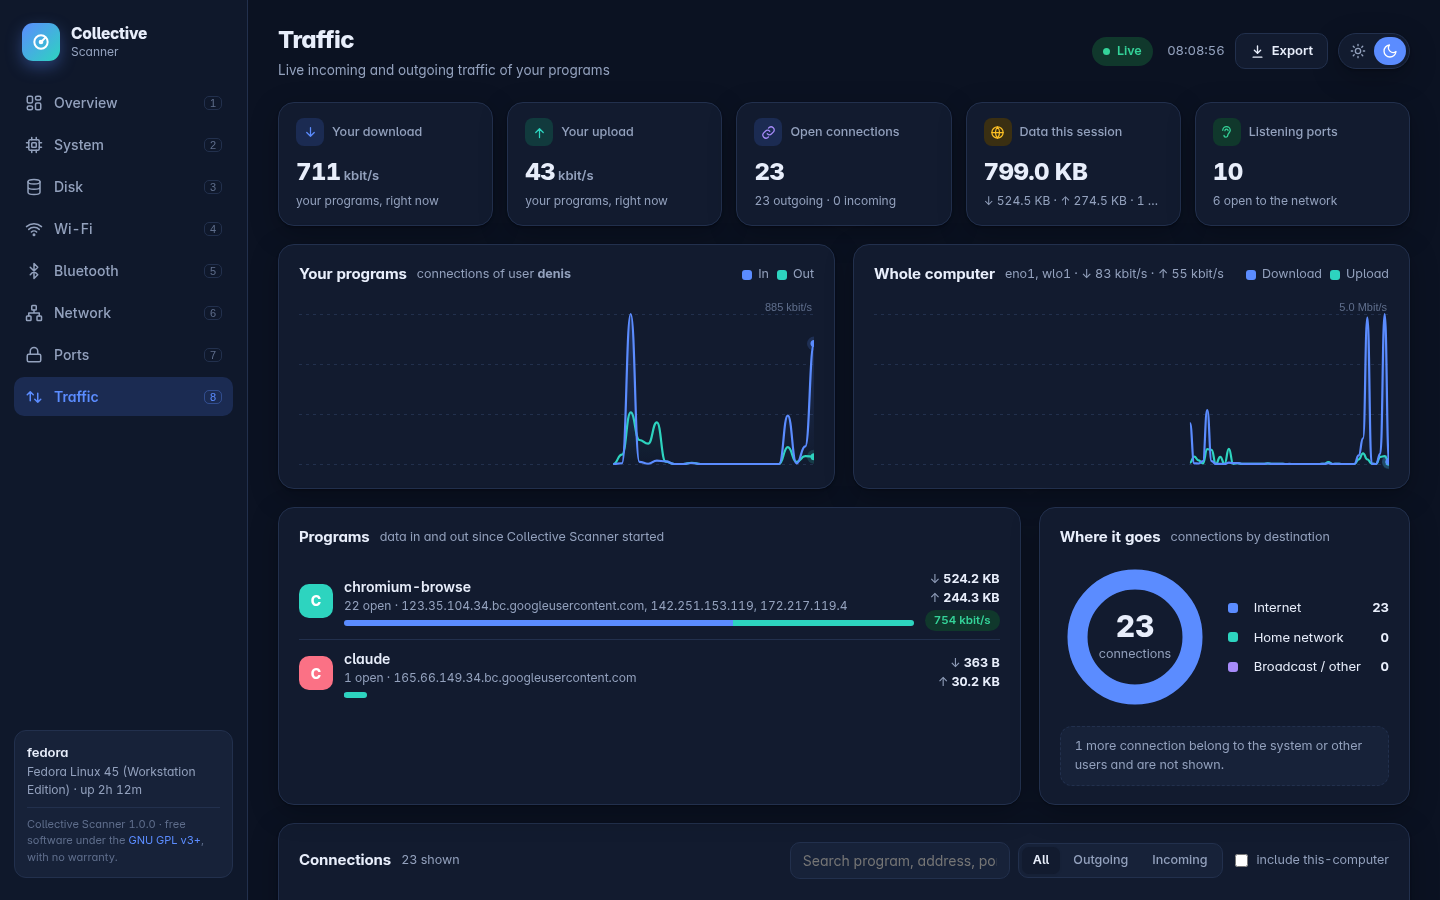 Collective
Scanner
Overview 1
System 2
Disk 3
Wi-Fi 4
Bluetooth 5
Network 6
Ports 7
Traffic 8
fedora
Fedora Linux 45 (Workstation
Edition) · up 2h 12m
Collective Scanner 1.0.0 · free
software under the GNU GPL v3+,
with no warranty.
Traffic
Live incoming and outgoing traffic of your programs
Live 08:08:56 Export
Your download
711 kbit/s
your programs, right now
Your upload
43 kbit/s
your programs, right now
Open connections
23
23 outgoing · 0 incoming
Data this session
799.0 KB
↓ 524.5 KB · ↑ 274.5 KB · 1 ...
Listening ports
10
6 open to the network
Your programs connections of user denis In Out
885 kbit/s
Whole computer eno1, wlo1 · ↓ 83 kbit/s · ↑ 55 kbit/s Download Upload
5.0 Mbit/s
Programs data in and out since Collective Scanner started
C
chromium-browse
22 open · 123.35.104.34.bc.googleusercontent.com, 142.251.153.119, 172.217.119.4
↓ 524.2 KB
↑ 244.3 KB
754 kbit/s
C
claude
1 open · 165.66.149.34.bc.googleusercontent.com
↓ 363 B
↑ 30.2 KB
Where it goes connections by destination
23
connections
Internet 23
Home network 0
Broadcast / other 0
1 more connection belong to the system or other
users and are not shown.
Connections 23 shown
Search program, address, po
All Outgoing Incoming
include this-computer